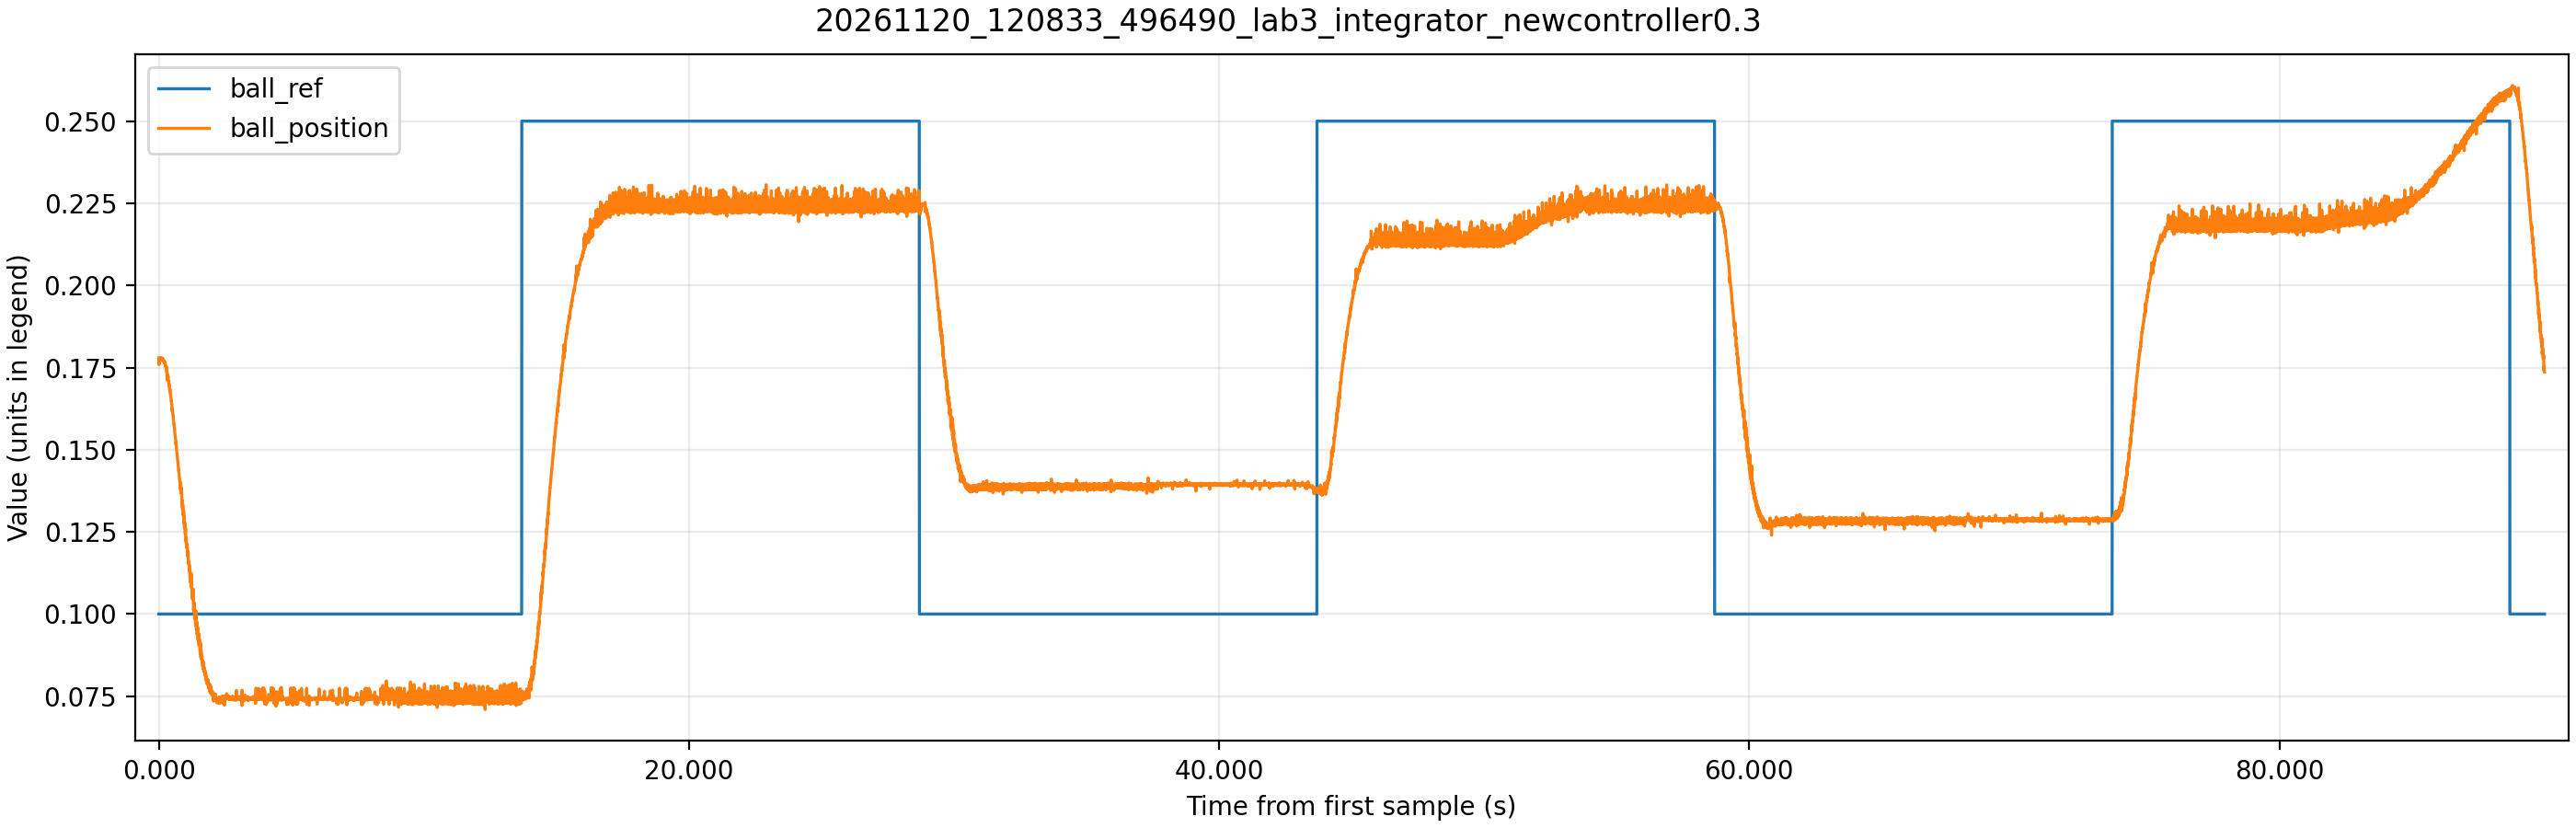 20261120_120833_496490_lab3_integrator_newcontroller0.3
ball_ref
ball_position
Value (units in legend)
0.250
0.225
0.200
0.175
0.150
0.125
0.100
0.075
0.000 20.000 40.000 60.000 80.000
Time from first sample (s)